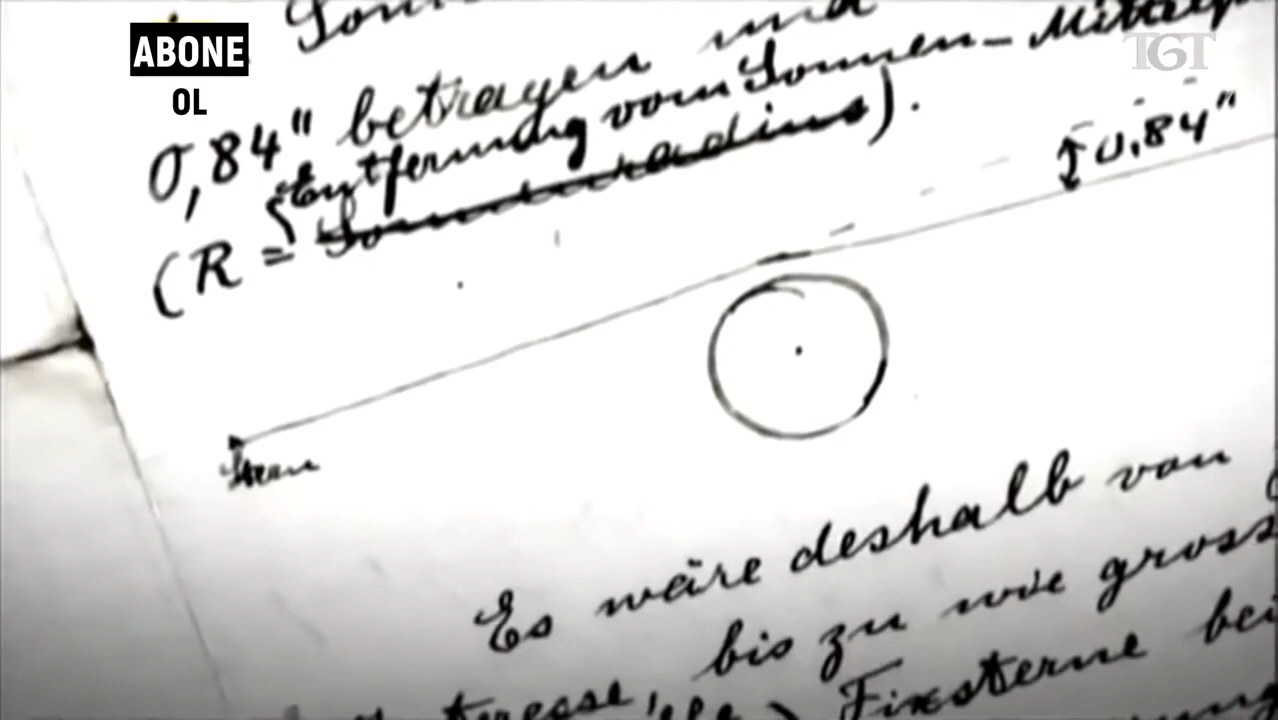 ABONE
OL
TGT
0,84" betragen und
Entfernung vom Sonnen-Mittelp
(R = Sonnenradius).
0,84"
Stern
Es wäre deshalb von
bis zu wie gross
Fixsterne bei